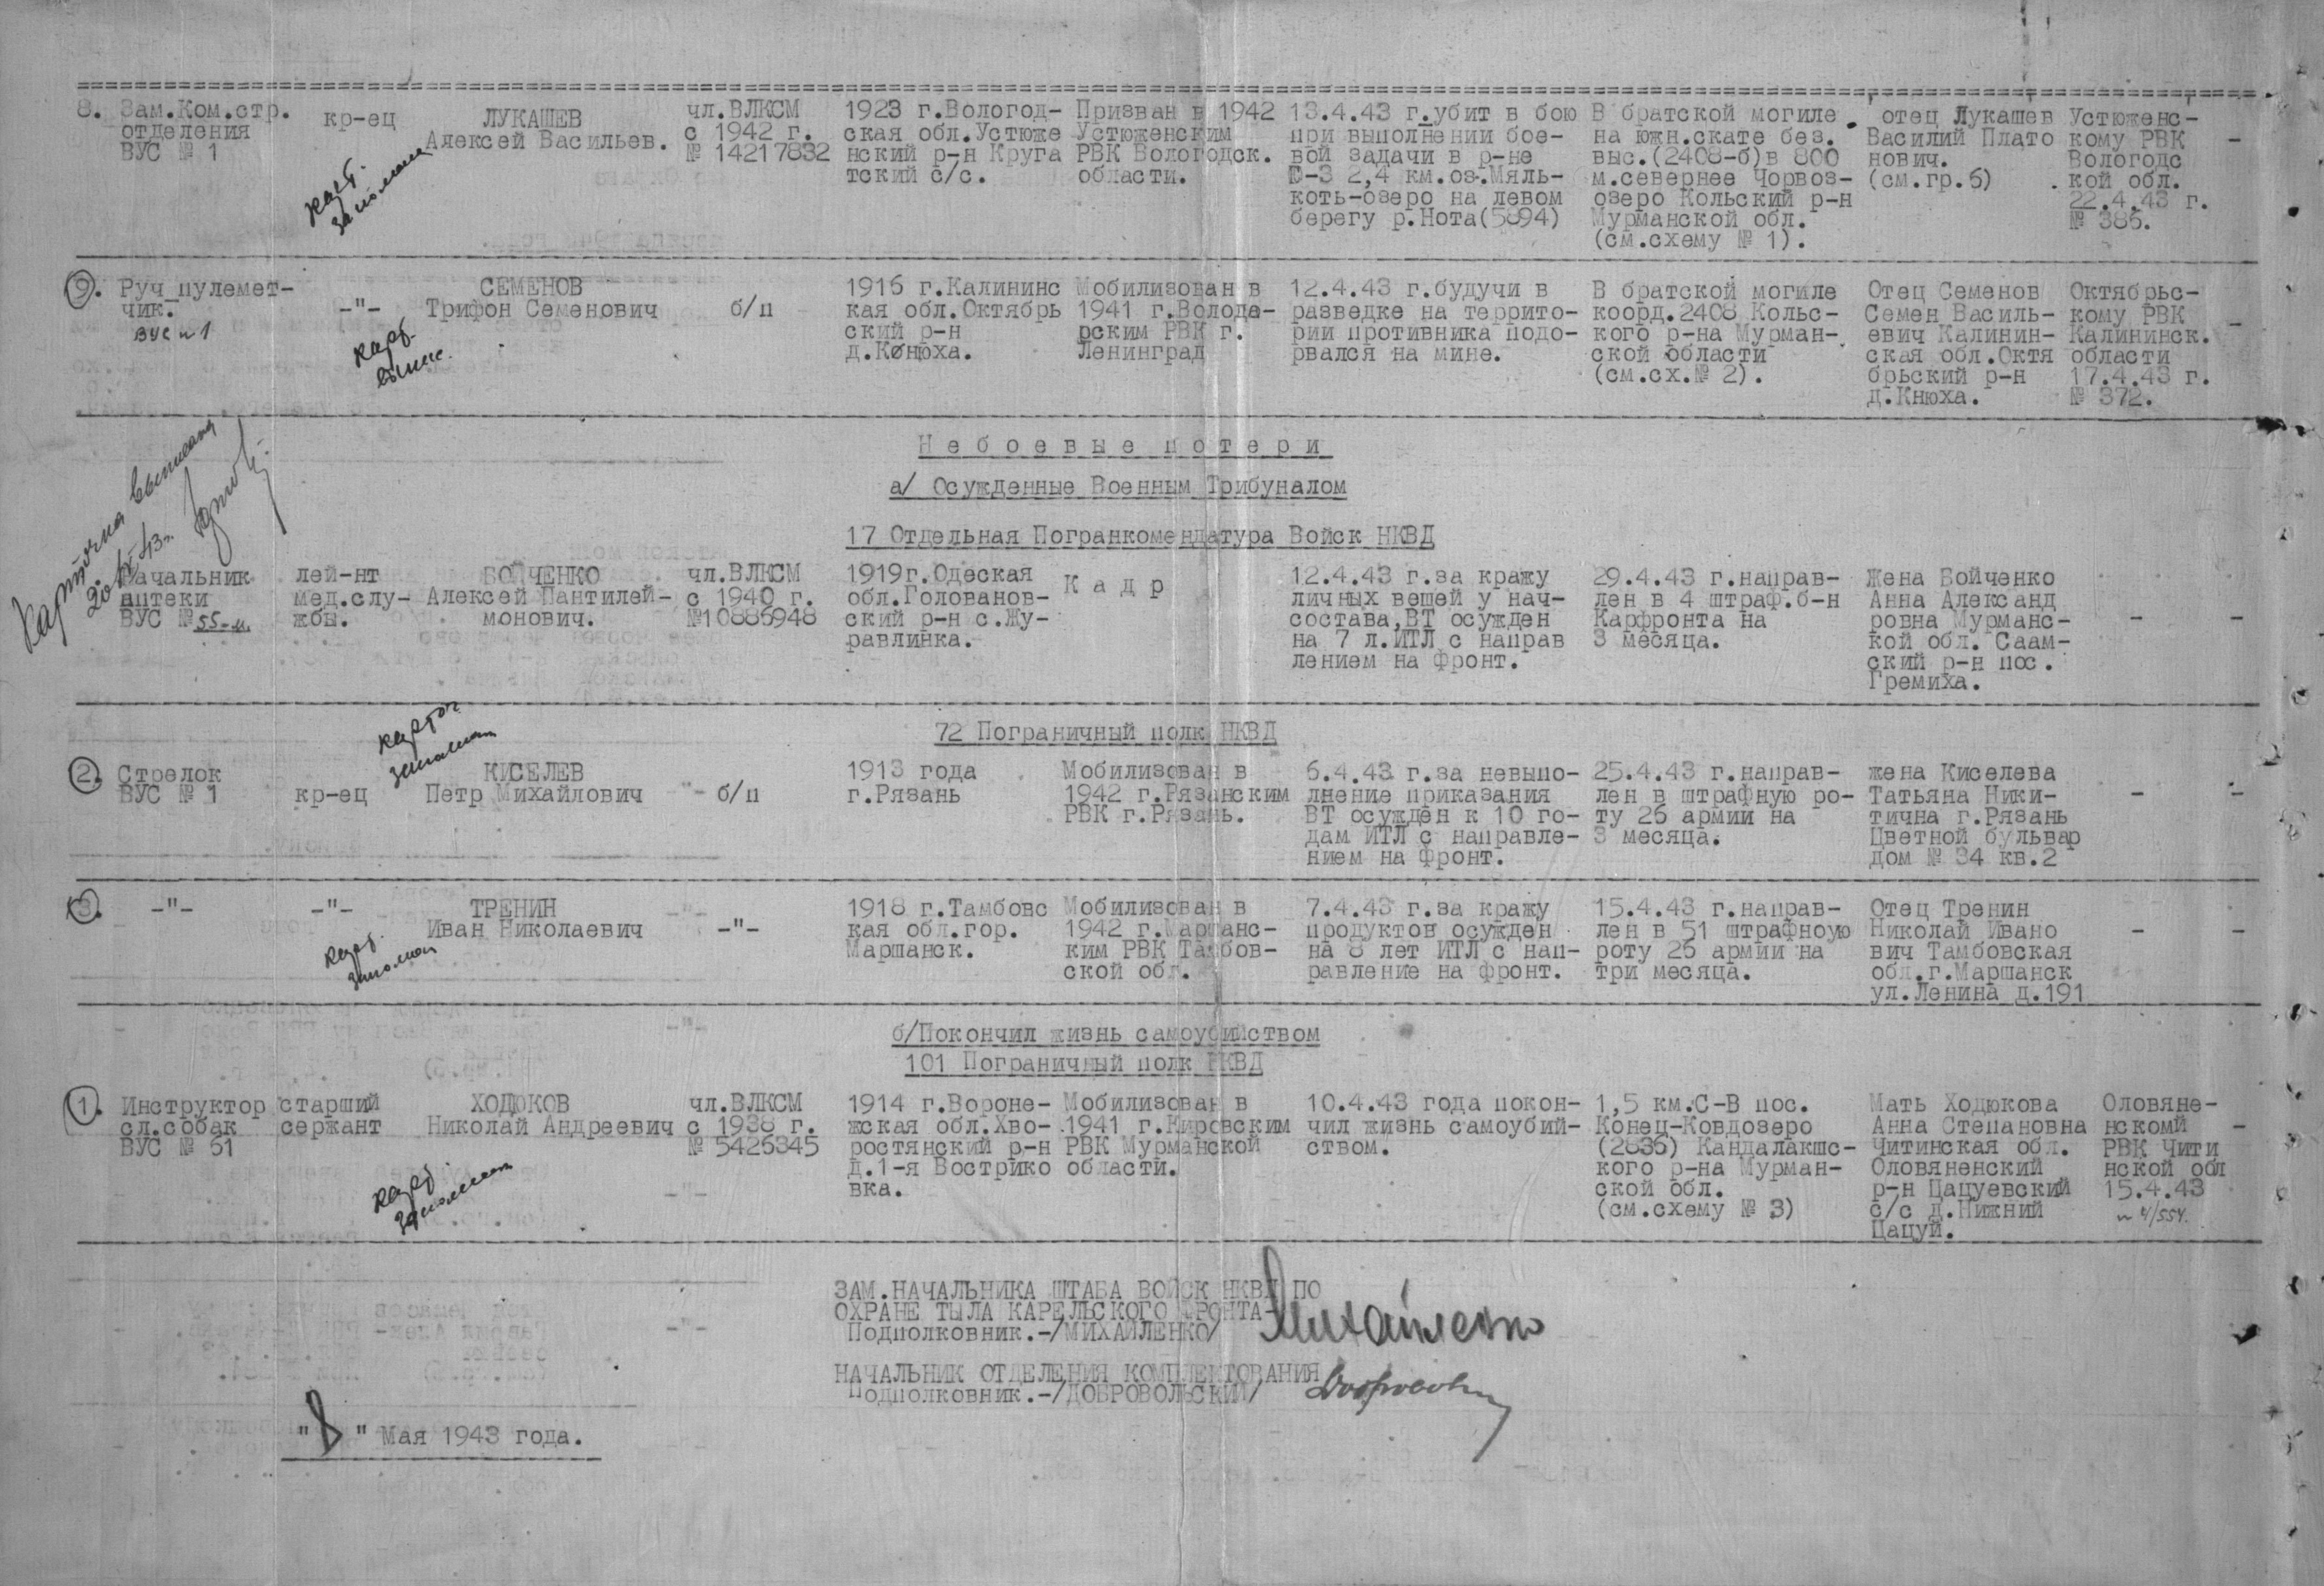 8. Зам.Ком.стр.
отделения
ВУС № 1
кр-ец
ЛУКАШЕВ
Алексей Васильев.
чл.ВЛКСМ
с 1942 г.
№ 14217832
1923 г.Вологод-
ская обл.Устюже
нский р-н Круга
тский с/с.
Призван в 1942
Устюженским
РВК Вологодск.
области.
13.4.43 г.убит в бою
при выполнении бое-
вой задачи в р-не
Ю-З 2,4 км.оз.Мяль-
коть-озеро на левом
берегу р.Нота(5894)
В братской могиле
на южн.скате без.
выс.(2408-б)в 800
м.севернее Чорвоз-
озеро Кольский р-н
Мурманской обл.
(см.схему № 1).
отец Лукашев
Василий Плато
нович.
(см.гр.6)
Устюженс-
кому РВК
Вологодс
кой обл.
22.4.43 г.
№ 386.
-
карт.
заполнена
9. Руч_пулемет-
чик.
ВУС № 1
-"-
СЕМЕНОВ
Трифон Семенович
б/п
1916 г.Калининс
кая обл.Октябрь
ский р-н
д.Конюха.
Мобилизован в
1941 г.Волода-
рским РВК г.
Ленинград
12.4.43 г.будучи в
разведке на террито-
рии противника подо-
рвался на мине.
В братской могиле
коорд.2408 Кольс-
кого р-на Мурман-
ской области
(см.сх.№ 2).
Отец Семенов
Семен Василь-
евич Калинин-
ская обл.Октя
брьский р-н
д.Кнюха.
Октябрьс-
кому РВК
Калининск.
области
17.4.43 г.
№ 372.
-
Небоевые потери
а/ Осужденные Военным Трибуналом
17 Отдельная Погранкомендатура Войск НКВД
Карточка выписана
Начальник
аптеки
ВУС № 55-м.
лей-нт
мед.слу-
жбы.
БОЙЧЕНКО
Алексей Пантилей-
монович.
чл.ВЛКСМ
с 1940 г.
№10886948
1919г.Одеская
обл.Голованов-
ский р-н с.Жу-
равлинка.
Кадр
12.4.43 г.за кражу
личных вешей у нач-
состава,ВТ осужден
на 7 л.ИТЛ с направ
лением на фронт.
29.4.43 г.направ-
лен в 4 штраф.б-н
Карфронта на
3 месяца.
Жена Бойченко
Анна Александ
ровна Мурманс-
кой обл. Саам-
ский р-н пос.
Гремиха.
-
-
72 Пограничный полк НКВД
карточ
2. Стрелок
ВУС № 1
кр-ец
КИСЕЛЕВ
Петр Михайлович
б/п
1913 года
г.Рязань
Мобилизован в
1942 г.Рязанским
РВК г.Рязань.
6.4.43 г.за невыпо-
лнение приказания
ВТ осужден к 10 го-
дам ИТЛ с направле-
нием на фронт.
25.4.43 г.направ-
лен в штрафную ро-
ту 26 армии на
3 месяца.
жена Киселева
Татьяна Ники-
тична г.Рязань
Цветной бульвар
дом № 34 кв.2
-
-
3.
-"-
-"-
ТРЕНИН
Иван Николаевич
-"-
1918 г.Тамбовс
кая обл.гор.
Маршанск.
Мобилизован в
1942 г.Маршанс-
ким РВК Тамбов-
ской обл.
7.4.43 г.за кражу
продуктов осужден
на 8 лет ИТЛ с нап-
равление на фронт.
15.4.43 г.направ-
лен в 51 штрафную
роту 26 армии на
три месяца.
Отец Тренин
Николай Ивано
вич Тамбовская
обл.г.Маршанск
ул.Ленина д.191
-
-
карт.
б/Покончил жизнь самоубийством
101 Пограничный полк НКВД
1. Инструктор
сл.собак
ВУС № 61
старший
сержант
ХОДЮКОВ
Николай Андреевич
чл.ВЛКСМ
с 1938 г.
№ 5426345
1914 г.Вороне-
жская обл.Хво-
ростянский р-н
д.1-я Вострико
вка.
Мобилизован в
1941 г.Кировским
РВК Мурманской
области.
10.4.43 года покон-
чил жизнь самоубий-
ством.
1,5 км.С-В пос.
Конец-Ковдозеро
(2836) Кандалакшс-
кого р-на Мурман-
ской обл.
(см.схему № 3)
Мать Ходюкова
Анна Степановна
Читинская обл.
Оловяненский
р-н Цацуевский
с/с д.Нижний
Цацуй.
Оловяне-
нскомй
РВК Чити
нской обл
15.4.43
№ 4/554.
-
карт
ЗАМ.НАЧАЛЬНИКА ШТАБА ВОЙСК НКВД ПО
ОХРАНЕ ТЫЛА КАРЕЛЬСКОГО ФРОНТА-
Подполковник.-/МИХАЙЛЕНКО/
Михайленко
НАЧАЛЬНИК ОТДЕЛЕНИЯ КОМПЛЕКТОВАНИЯ
Подполковник.-/ДОБРОВОЛЬСКИЙ/
"8" Мая 1943 года.